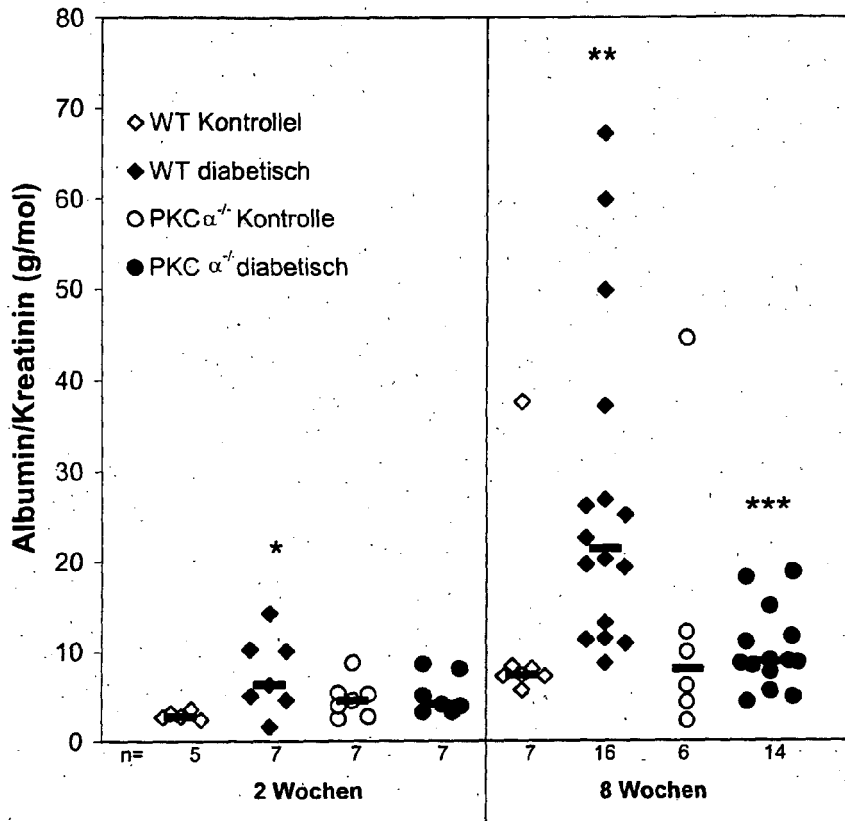 80
70
60
50
40
30
20
10
0
Albumin/Kreatinin (g/mol)
WT Kontrollel
WT diabetisch
PKCα-/- Kontrolle
PKC α-/- diabetisch
*
**
***
n= 5 7 7 7 7 16 6 14
2 Wochen 8 Wochen